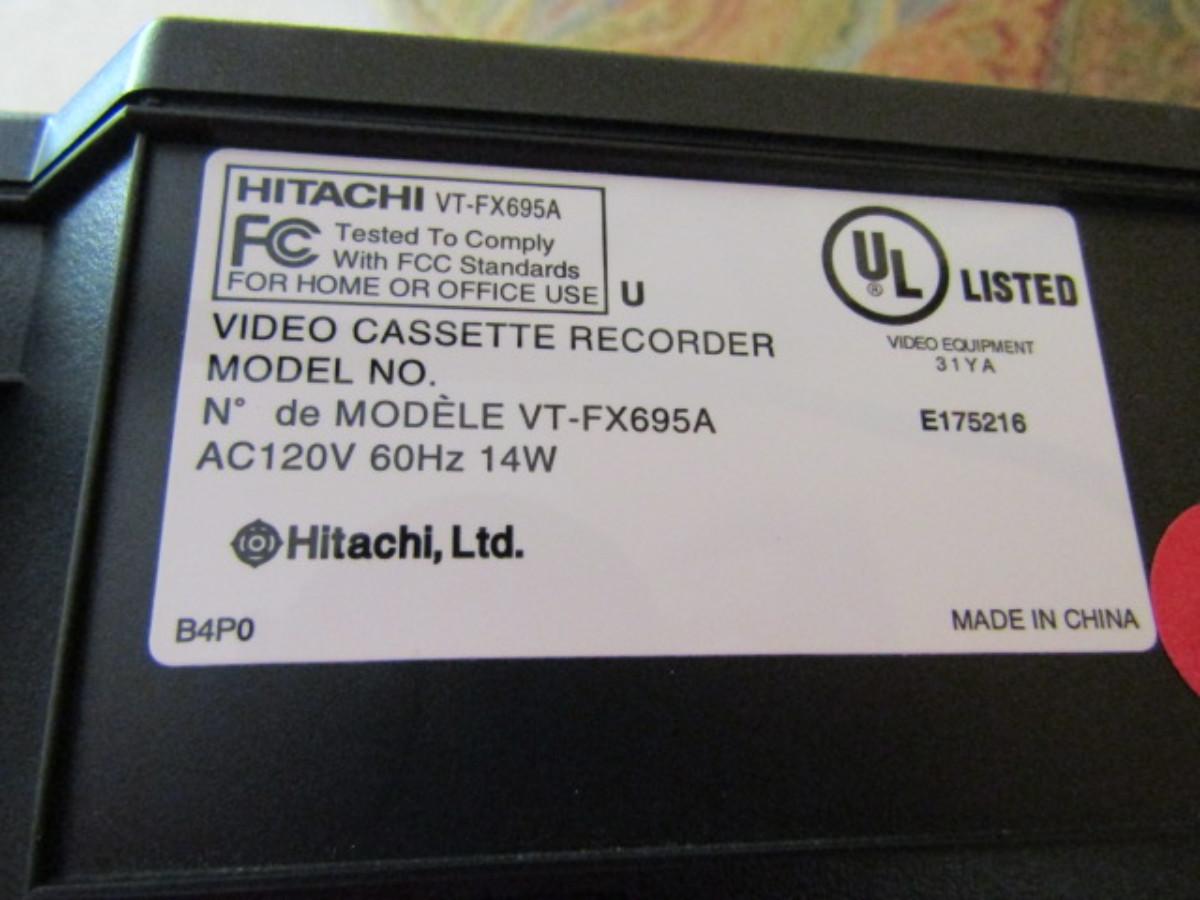 HITACHI VT-FX695A
FC Tested To Comply
With FCC Standards
FOR HOME OR OFFICE USE
U
UL
®
LISTED
VIDEO EQUIPMENT
31YA
E175216
VIDEO CASSETTE RECORDER
MODEL NO.
N° de MODÈLE VT-FX695A
AC120V 60Hz 14W
Hitachi, Ltd.
B4P0
MADE IN CHINA